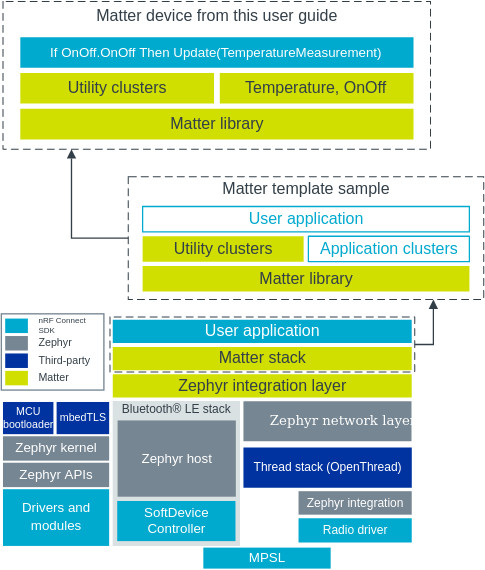 Matter device from this user guide
If OnOff.OnOff Then Update(TemperatureMeasurement)
Utility clusters
Temperature, OnOff
Matter library
Matter template sample
User application
Utility clusters
Application clusters
Matter library
nRF Connect
SDK
Zephyr
Third-party
Matter
User application
Matter stack
Zephyr integration layer
MCU
bootloader
mbedTLS
Zephyr kernel
Zephyr APIs
Drivers and
modules
Bluetooth® LE stack
Zephyr host
SoftDevice
Controller
Zephyr network layer
Thread stack (OpenThread)
Zephyr integration
Radio driver
MPSL